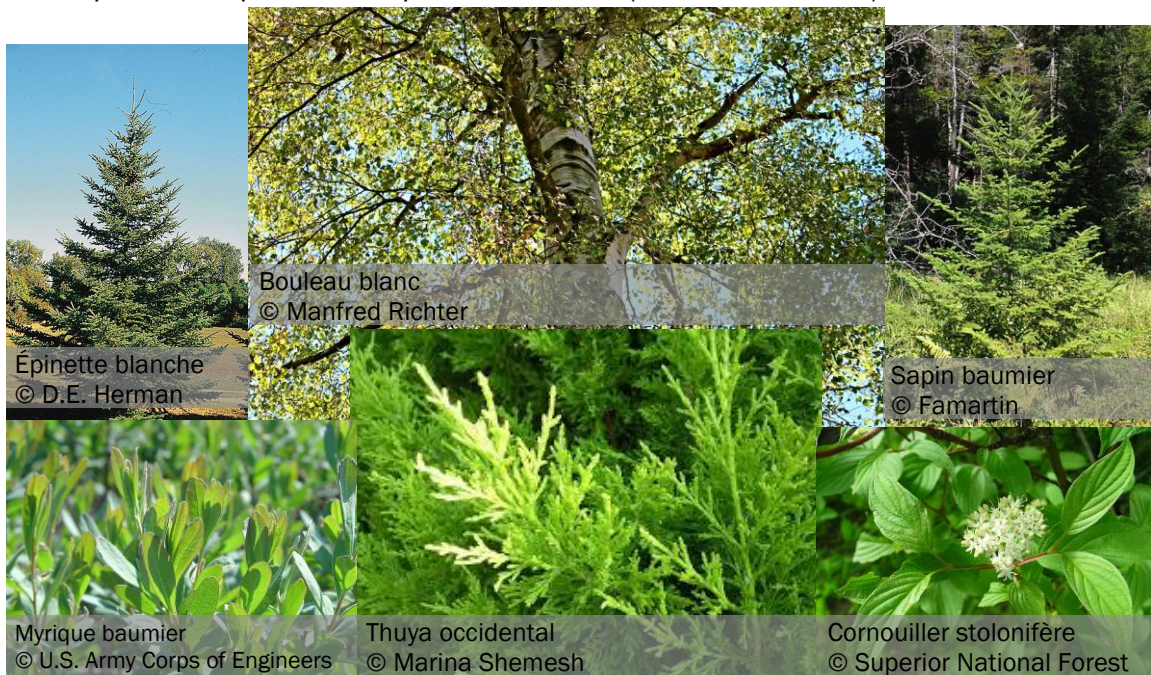 Bouleau blanc
© Manfred Richter
Épinette blanche
© D.E. Herman
Sapin baumier
© Famartin
Myrique baumier
© U.S. Army Corps of Engineers
Thuya occidental
© Marina Shemesh
Cornouiller stolonifère
© Superior National Forest